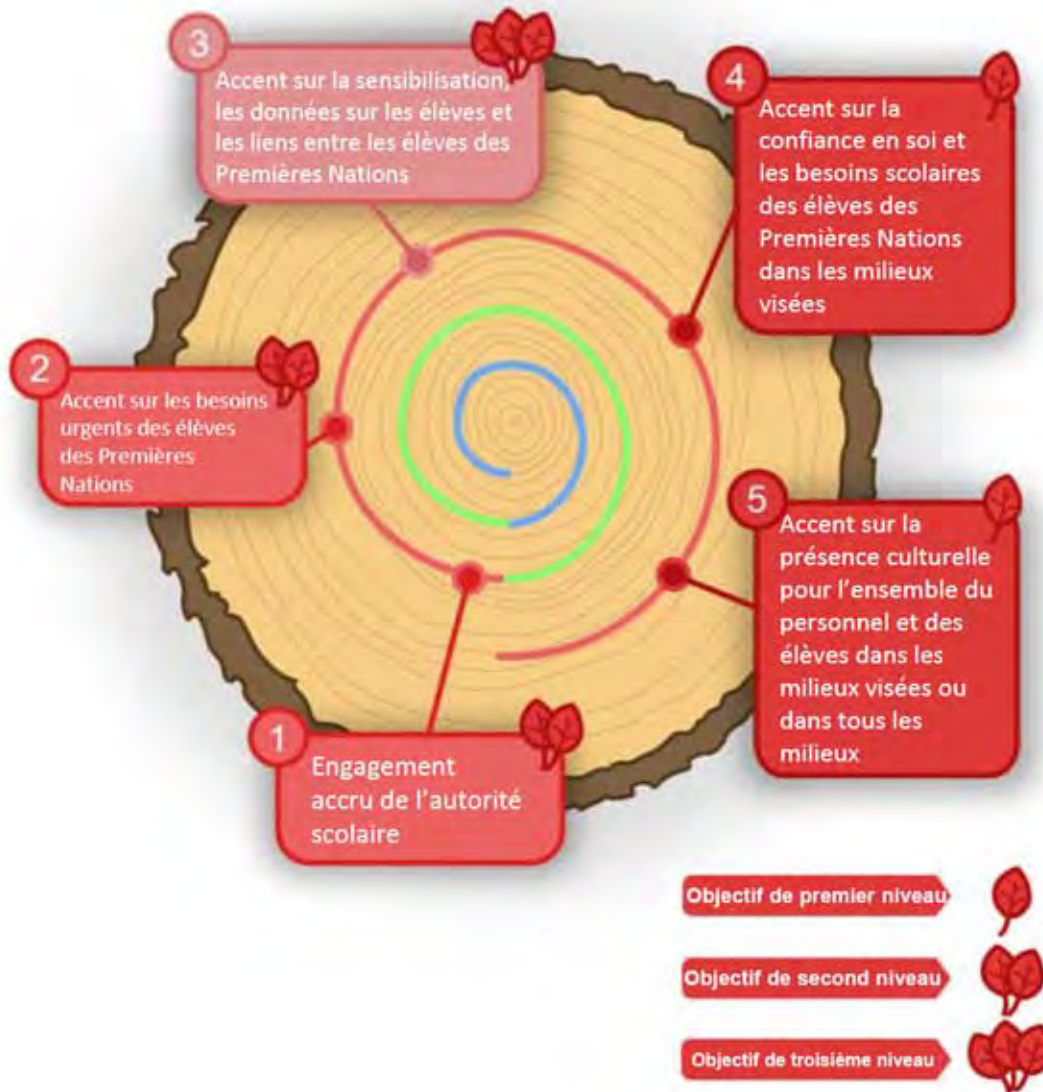 3
Accent sur la sensibilisation,
les données sur les élèves et
les liens entre les élèves des
Premières Nations
4
Accent sur la
confiance en soi et
les besoins scolaires
des élèves des
Premières Nations
dans les milieux
visées
2
Accent sur les besoins
urgents des élèves
des Premières
Nations
5
Accent sur la
présence culturelle
pour l'ensemble du
personnel et des
élèves dans les
milieux visées ou
dans tous les
milieux
1
Engagement
accru de l'autorité
scolaire
Objectif de premier niveau
Objectif de second niveau
Objectif de troisième niveau